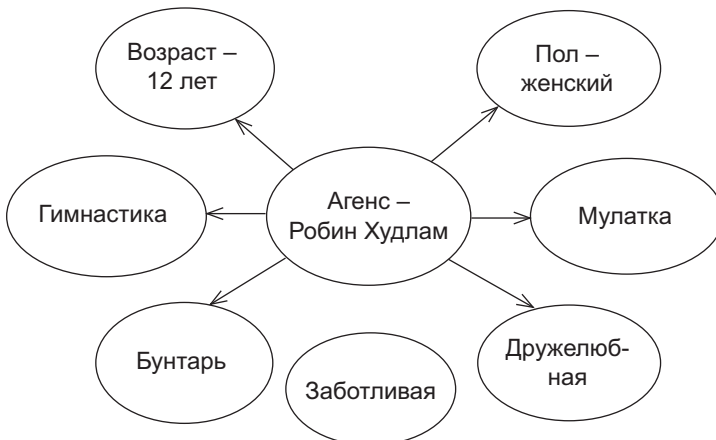 Возраст –
12 лет
Пол –
женский
Гимнастика
Агенс –
Робин Худлам
Мулатка
Бунтарь
Заботливая
Дружелюб-
ная